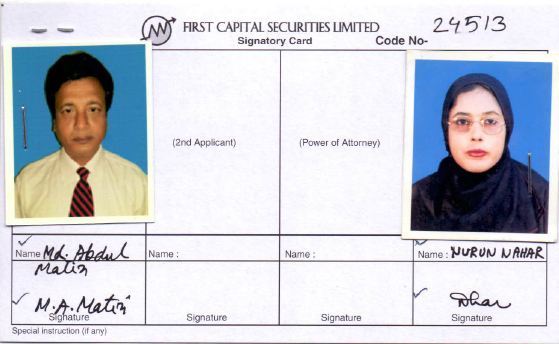 FIRST CAPITAL SECURITIES LIMITED
Signatory Card Code No- 24513
(2nd Applicant) (Power of Attorney)
Name Md. Abdul Name : Name : Name : NURUN NAHAR
Matin
M.A. Matin Nhar
Signature Signature Signature Signature
Special instruction (if any)